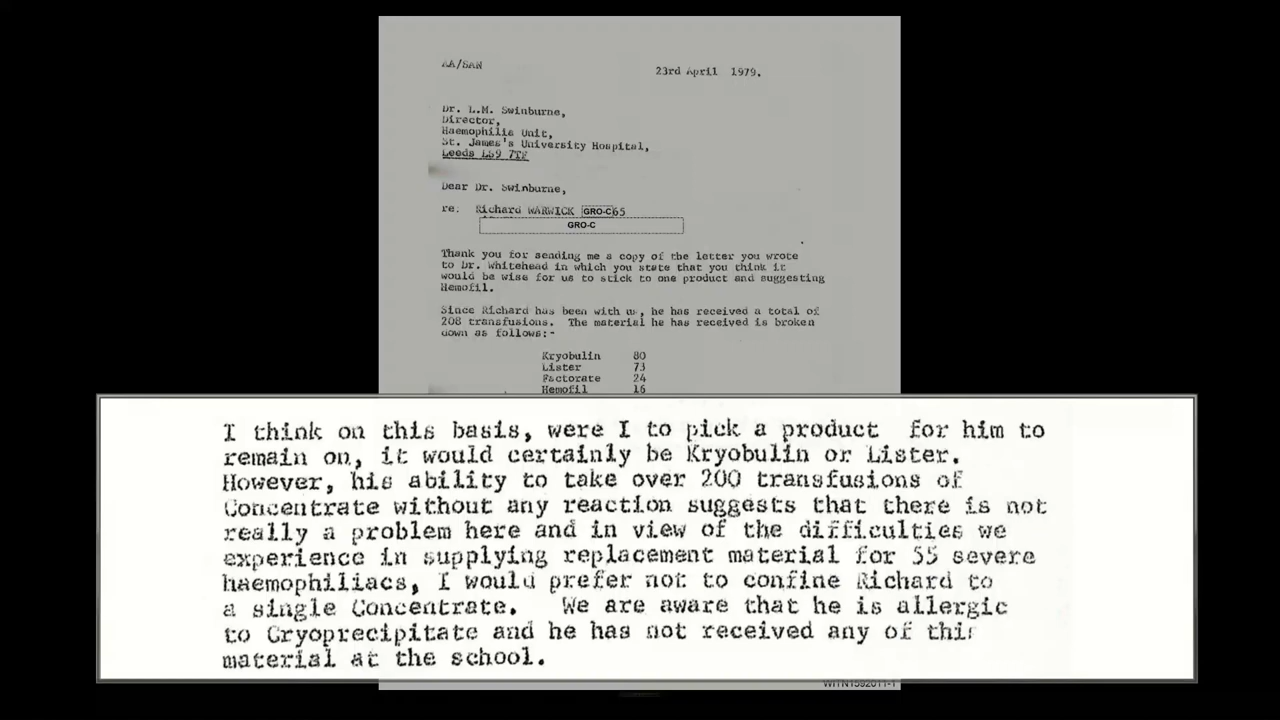 AA/SAN
23rd April 1979.
Dr. L.M. Swinburne,
Director,
Haemophilia Unit,
St. James's University Hospital,
Leeds LS9 7TF
Dear Dr. Swinburne,
re: Richard WARWICK GRO-C 65
GRO-C
Thank you for sending me a copy of the letter you wrote
to Dr. Whitehead in which you state that you think it
would be wise for us to stick to one product and suggesting
Hemofil.
Since Richard has been with us, he has received a total of
208 transfusions. The material he has received is broken
down as follows:-
Kryobulin 80
Lister 73
Factorate 24
Hemofil 16
I think on this basis, were I to pick a product for him to
remain on, it would certainly be Kryobulin or Lister.
However, his ability to take over 200 transfusions of
Concentrate without any reaction suggests that there is not
really a problem here and in view of the difficulties we
experience in supplying replacement material for 55 severe
haemophiliacs, I would prefer not to confine Richard to
a single Concentrate. We are aware that he is allergic
to Cryoprecipitate and he has not received any of this
material at the school.